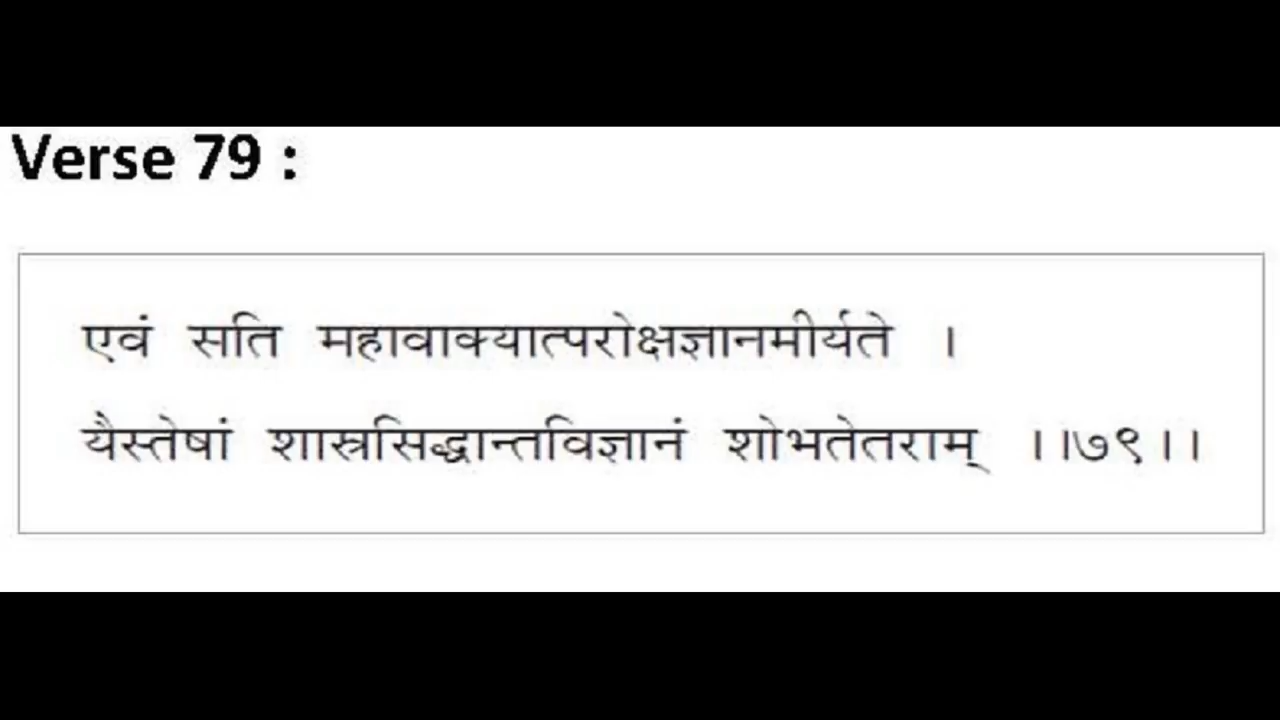 Verse 79 :
एवं सति महावाक्यात्परोक्षज्ञानमीर्यते ।
यैस्तेषां शास्त्रसिद्धान्तविज्ञानं शोभतेतराम् ।।७९।।